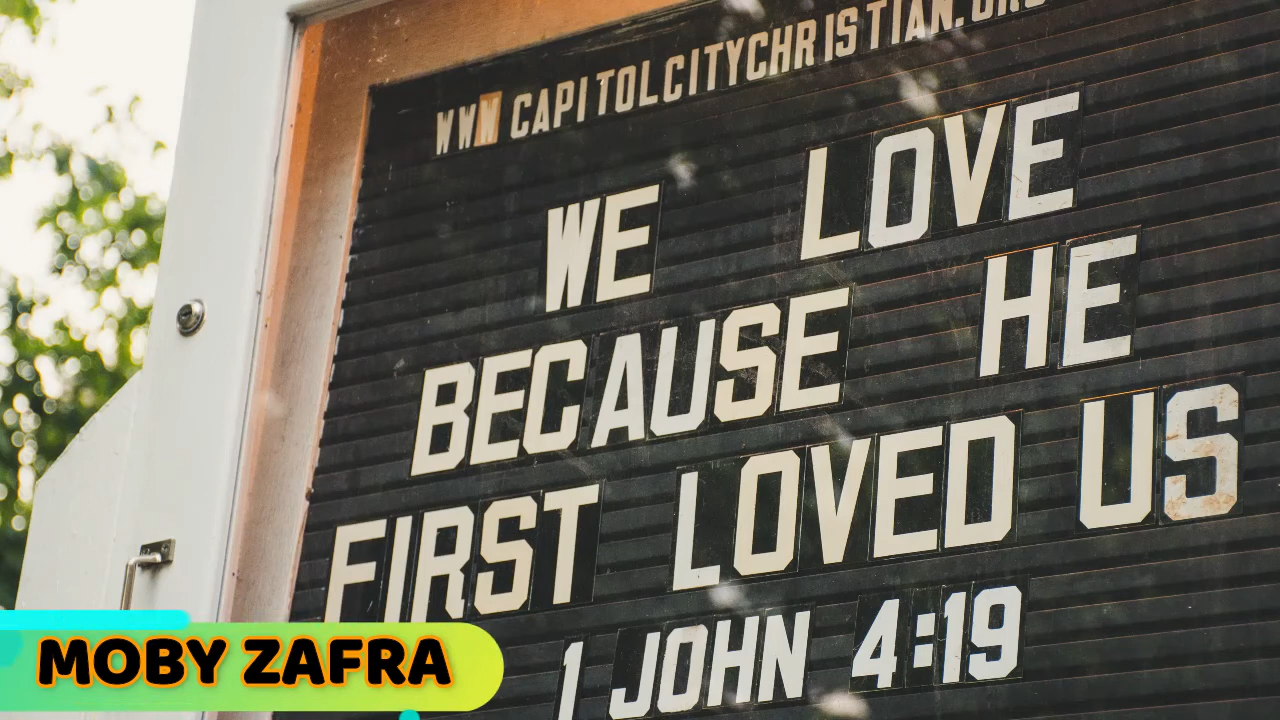 WWW CAPITOLCITYCHRISTIAN.ORG
WE LOVE
BECAUSE HE
FIRST LOVED US
1 JOHN 4:19
MOBY ZAFRA